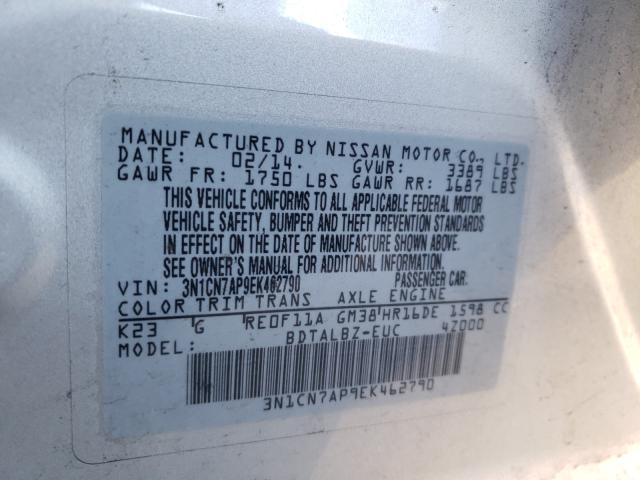 MANUFACTURED BY NISSAN MOTOR CO., LTD.
DATE: 02/14. GVWR: 3389 LBS
GAWR FR: 1750 LBS GAWR RR: 1687 LBS
THIS VEHICLE CONFORMS TO ALL APPLICABLE FEDERAL MOTOR
VEHICLE SAFETY, BUMPER AND THEFT PREVENTION STANDARDS
IN EFFECT ON THE DATE OF MANUFACTURE SHOWN ABOVE.
SEE OWNER'S MANUAL FOR ADDITIONAL INFORMATION.
VIN: 3N1CN7AP9EK462790 PASSENGER CAR.
COLOR TRIM TRANS AXLE ENGINE
K23 G RE0F11A GM38 HR16DE 1598 CC
MODEL: BDTALBZ-EUC 4Z000
3N1CN7AP9EK462790